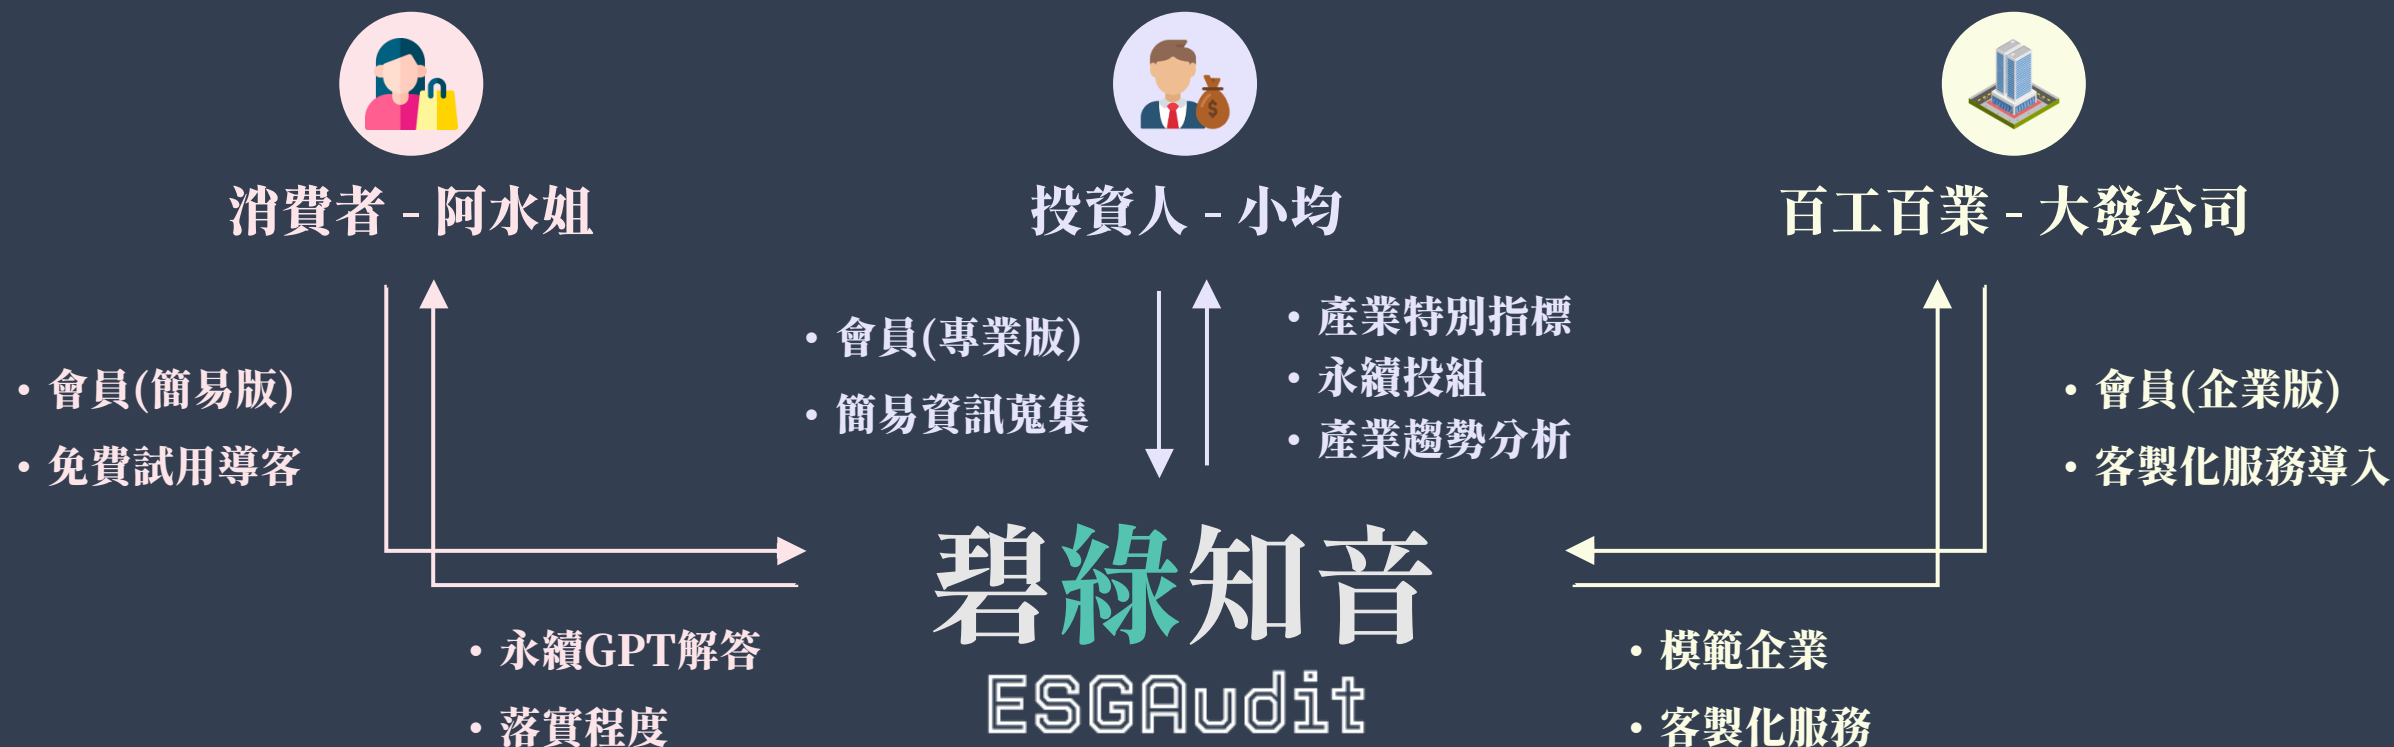 消費者 - 阿水姐
投資人 - 小均
百工百業 - 大發公司
• 會員(簡易版)
• 免費試用導客
• 會員(專業版)
• 簡易資訊蒐集
• 產業特別指標
• 永續投組
• 產業趨勢分析
• 會員(企業版)
• 客製化服務導入
• 永續GPT解答
• 落實程度
碧綠知音
ESGAudit
• 模範企業
• 客製化服務